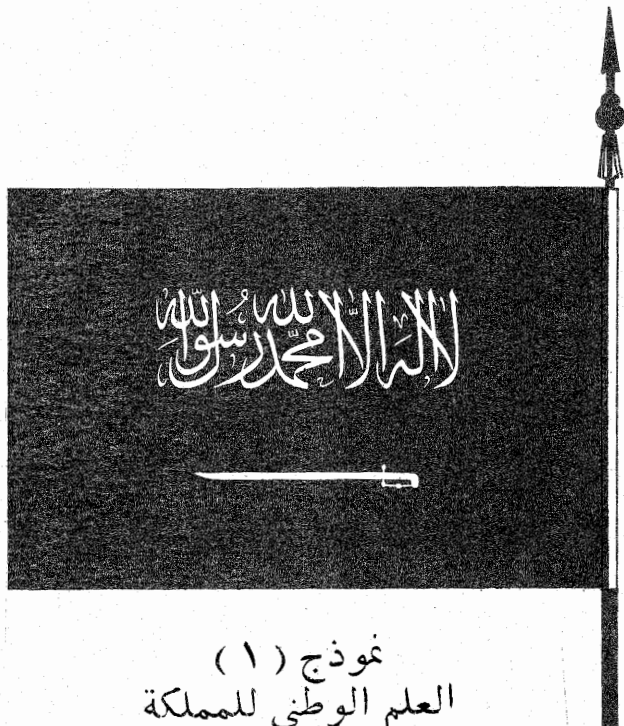 لا اله الا الله محمد رسول الله
نموذج ( ١ )
العلم الوطني للمملكة